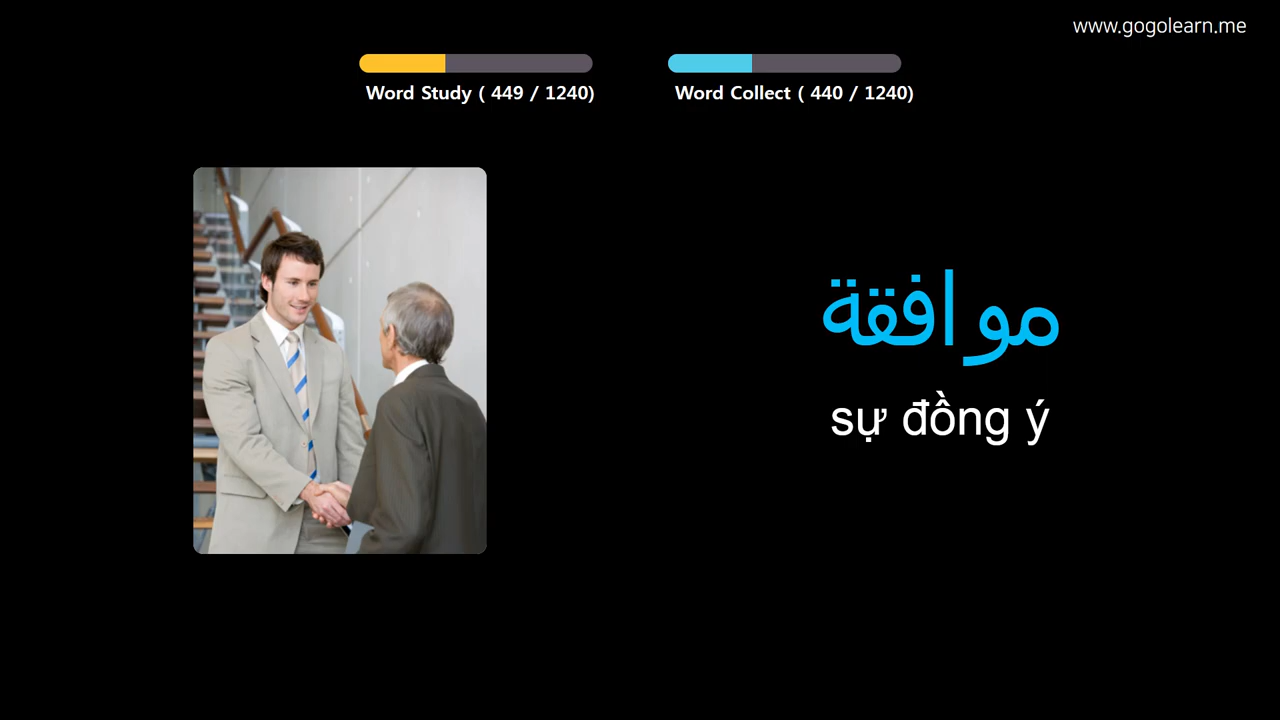 www.gogolearn.me
Word Study ( 449 / 1240)
Word Collect ( 440 / 1240)
موافقة
sự đồng ý